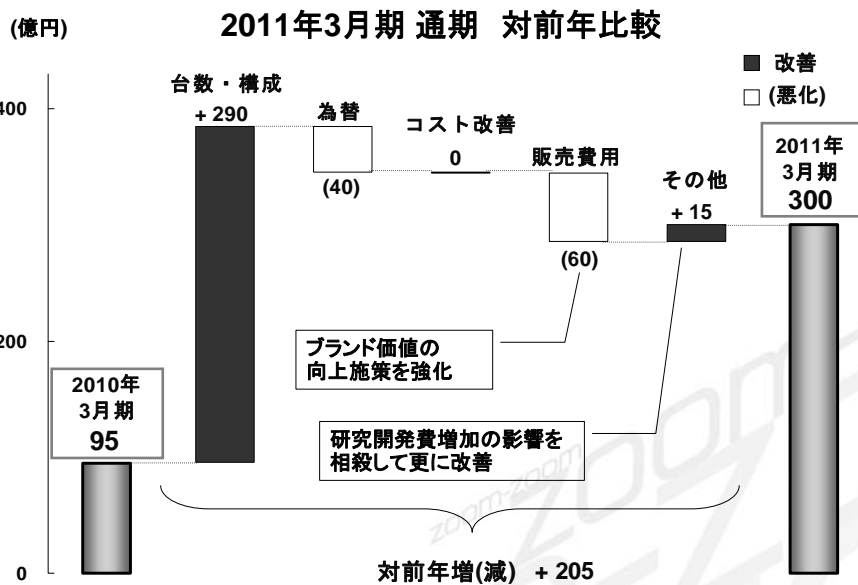 (億円)
2011年3月期 通期 対前年比較
改善
(悪化)
台数・構成
+ 290
為替
(40)
コスト改善
0
販売費用
(60)
その他
+ 15
2011年
3月期
300
400
200
0
2010年
3月期
95
ブランド価値の
向上施策を強化
研究開発費増加の影響を
相殺して更に改善
対前年増(減) + 205
zoom-zoom